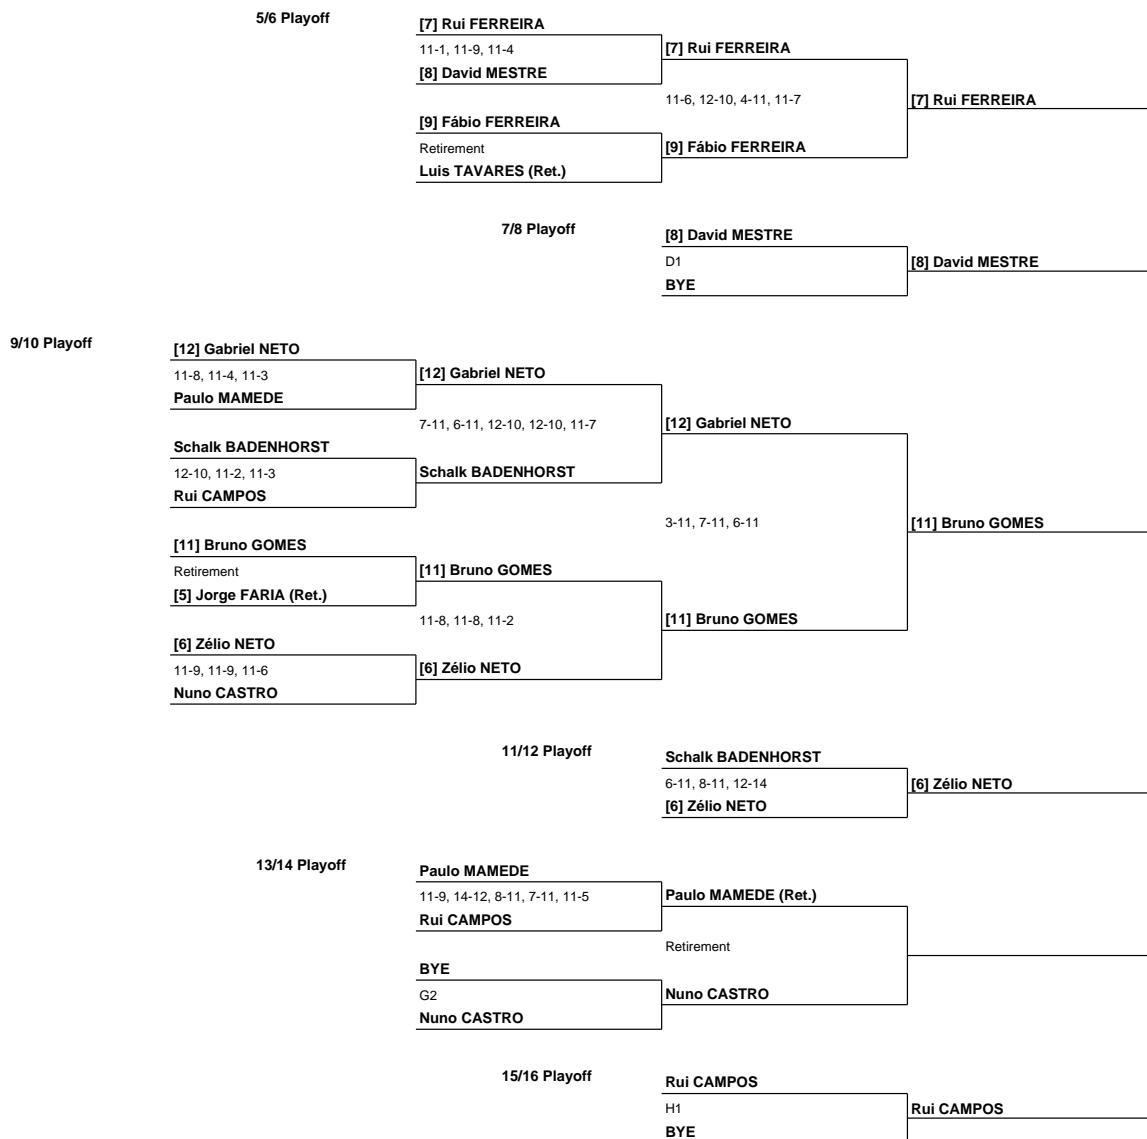 5/6 Playoff
[7] Rui FERREIRA
11-1, 11-9, 11-4
[8] David MESTRE
[7] Rui FERREIRA
11-6, 12-10, 4-11, 11-7
[7] Rui FERREIRA
[9] Fábio FERREIRA
Retirement
Luis TAVARES (Ret.)
[9] Fábio FERREIRA
7/8 Playoff
[8] David MESTRE
D1
BYE
[8] David MESTRE
9/10 Playoff
[12] Gabriel NETO
11-8, 11-4, 11-3
Paulo MAMEDE
[12] Gabriel NETO
7-11, 6-11, 12-10, 12-10, 11-7
[12] Gabriel NETO
Schalk BADENHORST
12-10, 11-2, 11-3
Rui CAMPOS
Schalk BADENHORST
3-11, 7-11, 6-11
[11] Bruno GOMES
[11] Bruno GOMES
Retirement
[5] Jorge FARIA (Ret.)
[11] Bruno GOMES
11-8, 11-8, 11-2
[11] Bruno GOMES
[6] Zélio NETO
11-9, 11-9, 11-6
Nuno CASTRO
[6] Zélio NETO
11/12 Playoff
Schalk BADENHORST
6-11, 8-11, 12-14
[6] Zélio NETO
[6] Zélio NETO
13/14 Playoff
Paulo MAMEDE
11-9, 14-12, 8-11, 7-11, 11-5
Rui CAMPOS
Paulo MAMEDE (Ret.)
Retirement
BYE
G2
Nuno CASTRO
Nuno CASTRO
15/16 Playoff
Rui CAMPOS
H1
BYE
Rui CAMPOS